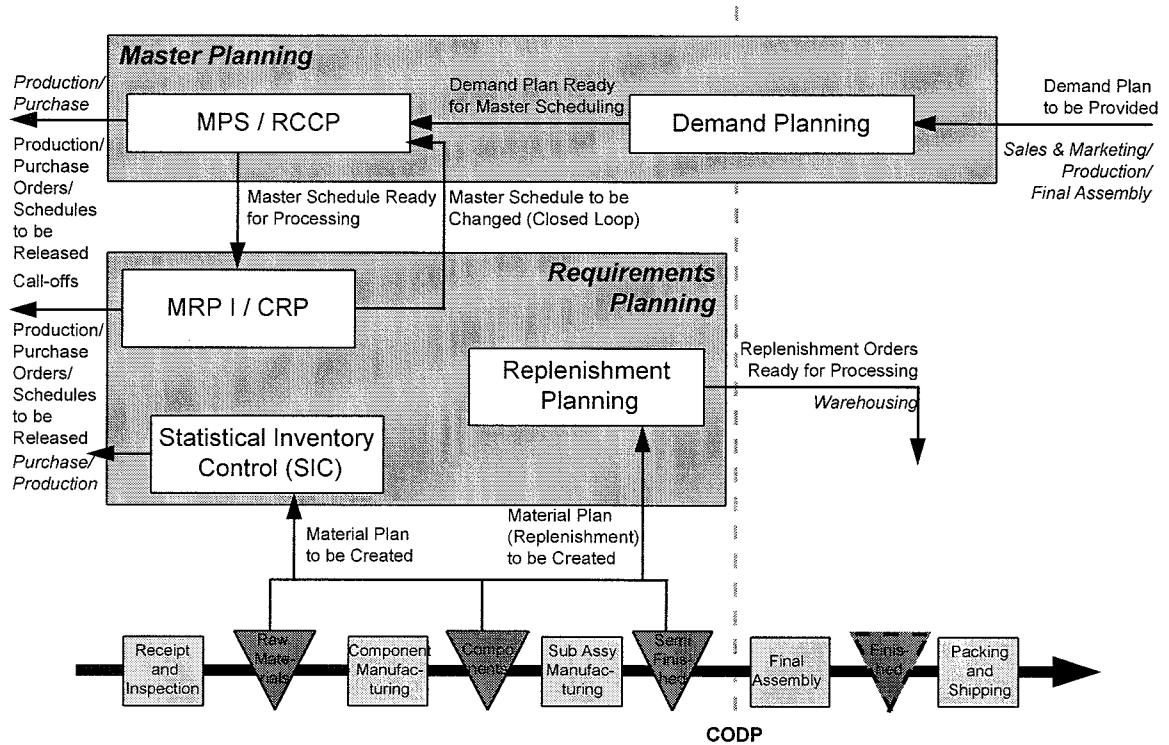 Master Planning
Production/
Purchase
MPS / RCCP
Demand Plan Ready
for Master Scheduling
Demand Planning
Demand Plan
to be Provided
Sales & Marketing/
Production/
Final Assembly
Production/
Purchase
Orders/
Schedules
to be
Released
Master Schedule Ready
for Processing
Master Schedule to be
Changed (Closed Loop)
Requirements
Planning
Call-offs
MRP I / CRP
Production/
Purchase
Orders/
Schedules
to be
Released
Replenishment
Planning
Replenishment Orders
Ready for Processing
Warehousing
Purchase/
Production
Statistical Inventory
Control (SIC)
Material Plan
to be Created
Material Plan
(Replenishment)
to be Created
Receipt
and
Inspection
Raw
Mate-
rials
Component
Manufac-
turing
Compo
nents
Sub Assy
Manufac-
turing
Semi
Finis
hed
Final
Assembly
Finis-
hed
Packing
and
Shipping
CODP